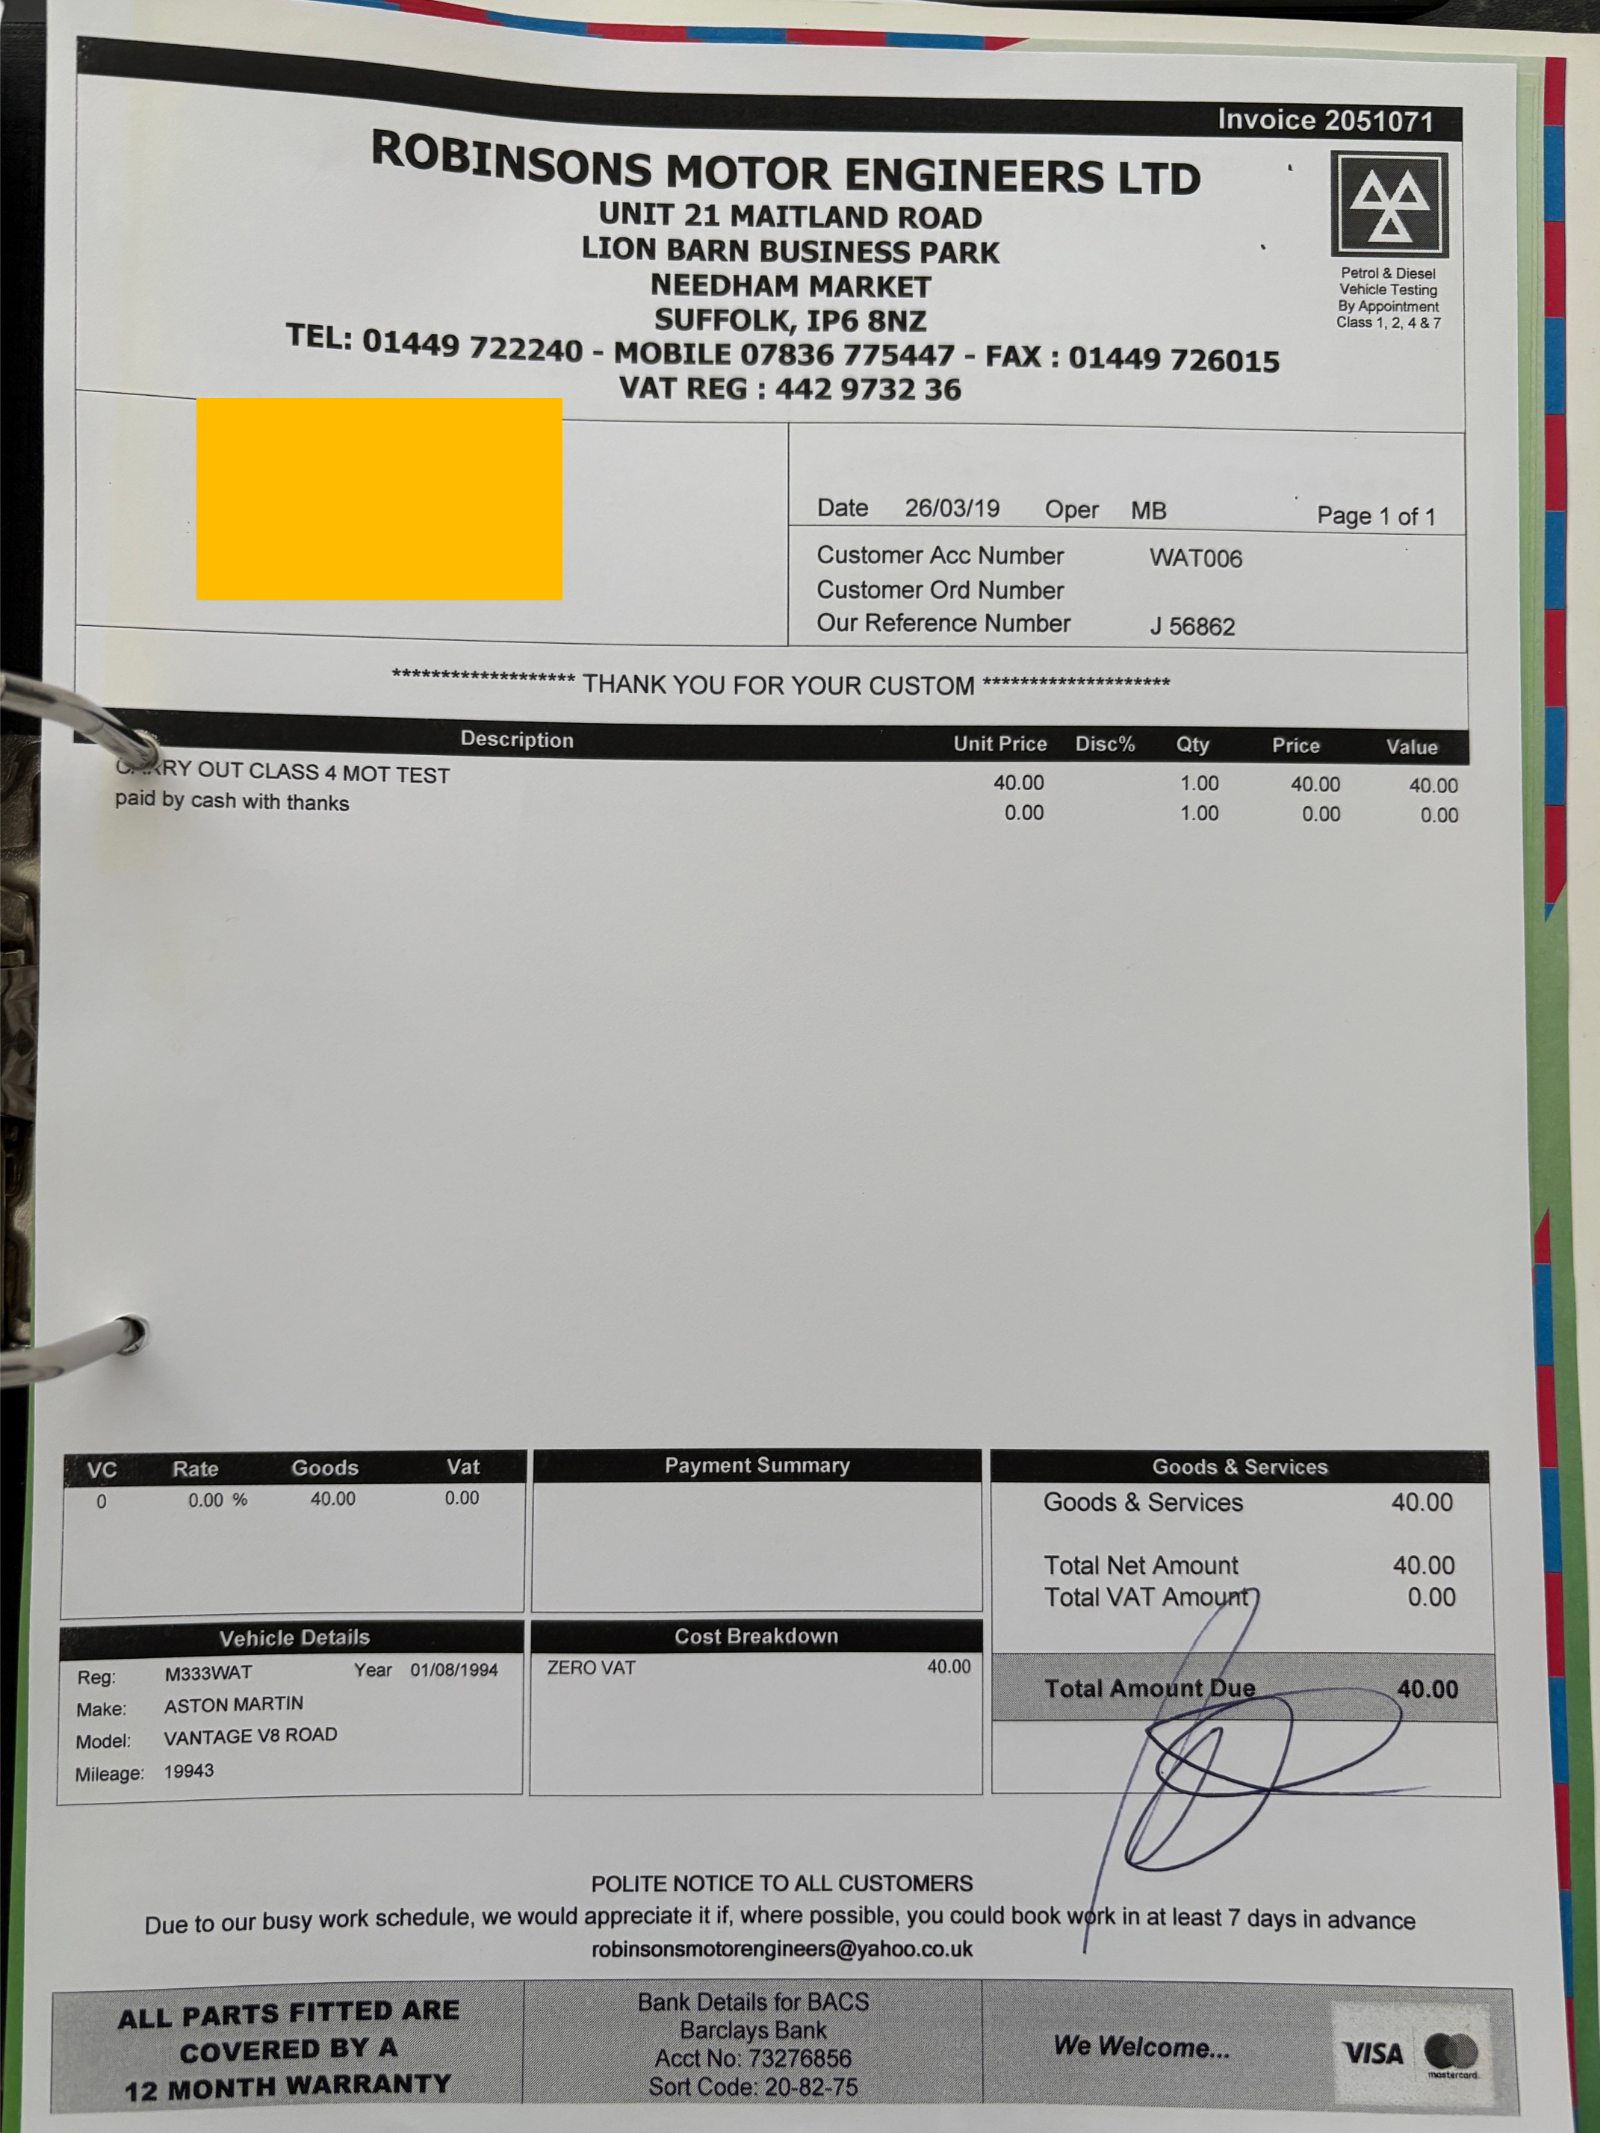 Invoice 2051071
ROBINSONS MOTOR ENGINEERS LTD
UNIT 21 MAITLAND ROAD
LION BARN BUSINESS PARK
NEEDHAM MARKET
SUFFOLK, IP6 8NZ
TEL: 01449 722240 - MOBILE 07836 775447 - FAX : 01449 726015
VAT REG : 442 9732 36
Petrol & Diesel
Vehicle Testing
By Appointment
Class 1, 2, 4 & 7
Date 26/03/19 Oper MB Page 1 of 1
Customer Acc Number WAT006
Customer Ord Number
Our Reference Number J 56862
******************* THANK YOU FOR YOUR CUSTOM ********************
Description Unit Price Disc% Qty Price Value
CARRY OUT CLASS 4 MOT TEST 40.00 1.00 40.00 40.00
paid by cash with thanks 0.00 1.00 0.00 0.00
VC Rate Goods Vat
0 0.00 % 40.00 0.00
Payment Summary
Goods & Services
Goods & Services 40.00
Total Net Amount 40.00
Total VAT Amount 0.00
Total Amount Due 40.00
Vehicle Details
Reg: M333WAT Year 01/08/1994
Make: ASTON MARTIN
Model: VANTAGE V8 ROAD
Mileage: 19943
Cost Breakdown
ZERO VAT 40.00
POLITE NOTICE TO ALL CUSTOMERS
Due to our busy work schedule, we would appreciate it if, where possible, you could book work in at least 7 days in advance
robinsonsmotorengineers@yahoo.co.uk
ALL PARTS FITTED ARE
COVERED BY A
12 MONTH WARRANTY
Bank Details for BACS
Barclays Bank
Acct No: 73276856
Sort Code: 20-82-75
We Welcome...
VISA
mastercard.